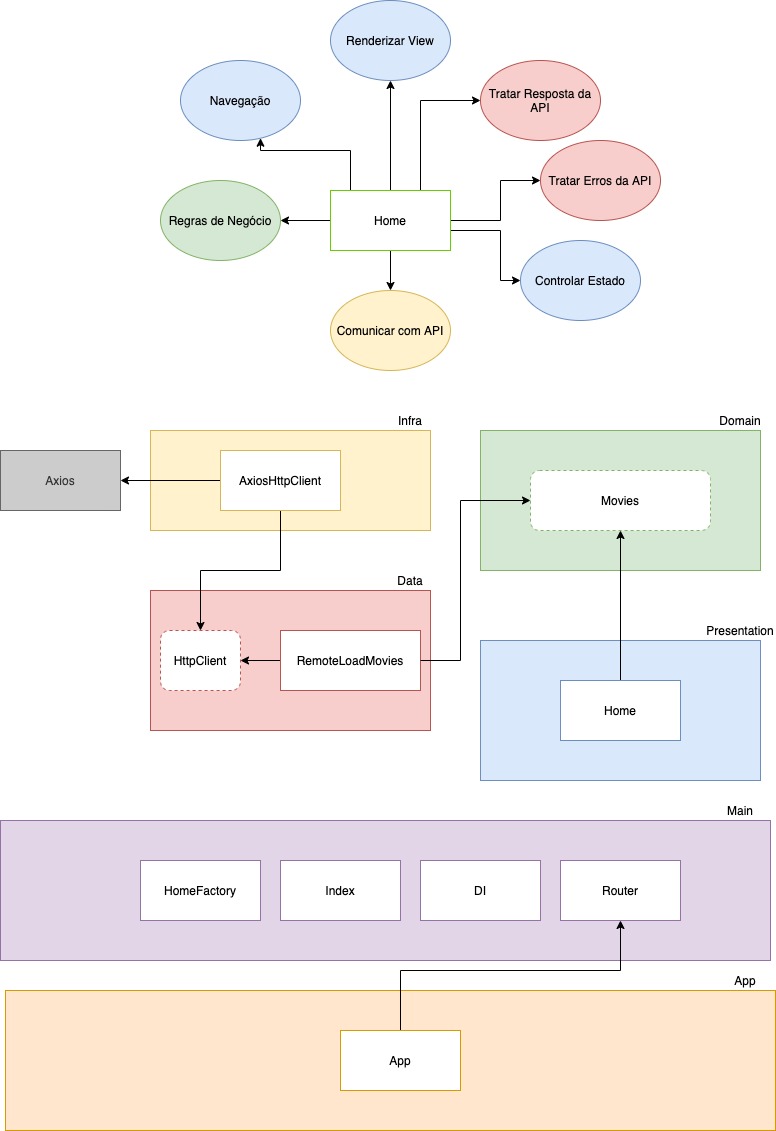 Renderizar View
Navegação
Tratar Resposta da
API
Tratar Erros da API
Regras de Negócio
Home
Controlar Estado
Comunicar com API
Infra
Domain
Axios
AxiosHttpClient
Movies
Data
HttpClient
RemoteLoadMovies
Presentation
Home
Main
HomeFactory
Index
DI
Router
App
App